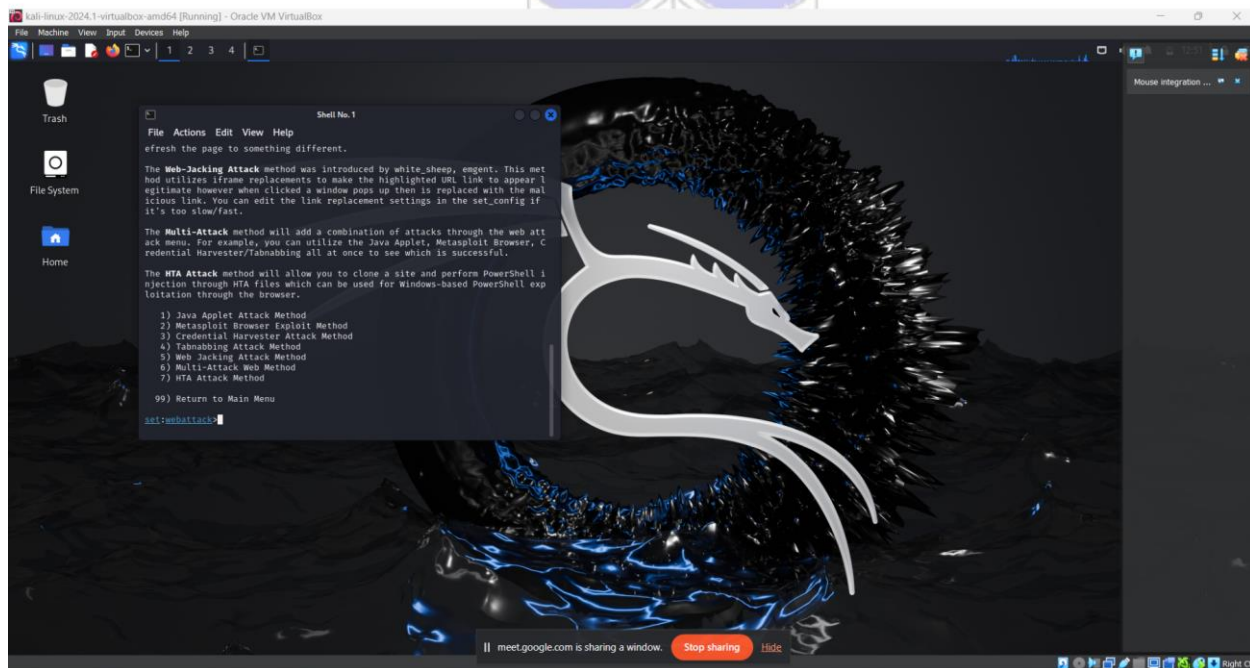 kali-linux-2024.1-virtualbox-amd64 [Running] - Oracle VM VirtualBox
File Machine View Input Devices Help
1 2 3 4
12:51
Mouse integration ...
Trash
File System
Home
Shell No. 1
File Actions Edit View Help
efresh the page to something different.
The Web-Jacking Attack method was introduced by white_sheep, emgent. This met
hod utilizes iframe replacements to make the highlighted URL link to appear l
egitimate however when clicked a window pops up then is replaced with the mal
icious link. You can edit the link replacement settings in the set_config if
it's too slow/fast.
The Multi-Attack method will add a combination of attacks through the web att
ack menu. For example, you can utilize the Java Applet, Metasploit Browser, C
redential Harvester/Tabnabbing all at once to see which is successful.
The HTA Attack method will allow you to clone a site and perform PowerShell i
njection through HTA files which can be used for Windows-based PowerShell exp
loitation through the browser.
1) Java Applet Attack Method
2) Metasploit Browser Exploit Method
3) Credential Harvester Attack Method
4) Tabnabbing Attack Method
5) Web Jacking Attack Method
6) Multi-Attack Web Method
7) HTA Attack Method
99) Return to Main Menu
set:webattack>
meet.google.com is sharing a window.
Stop sharing
Hide
Right